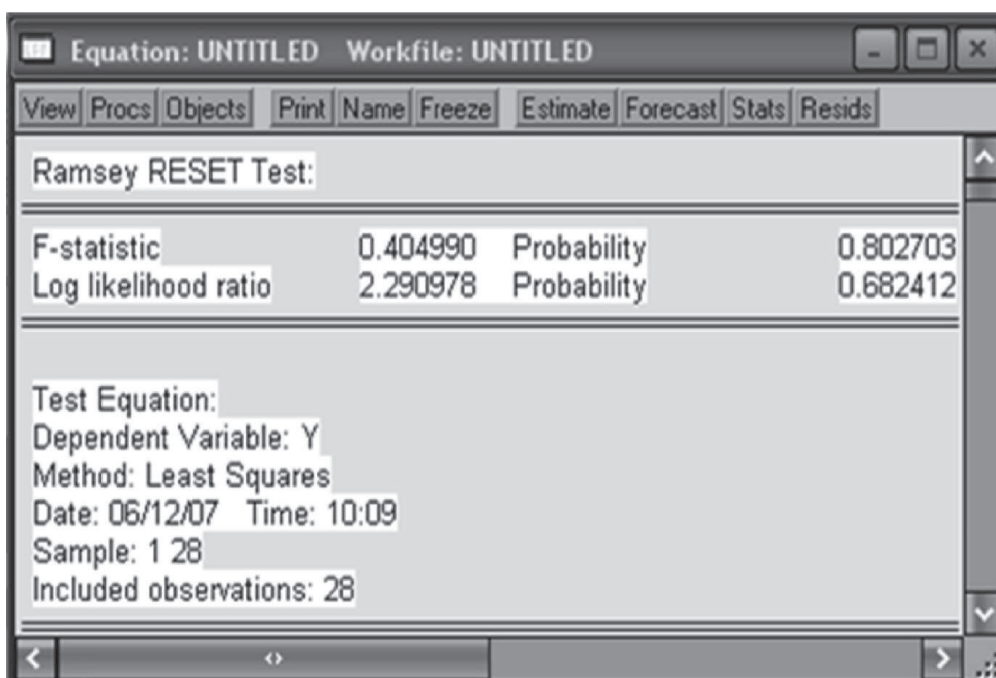 Equation: UNTITLED Workfile: UNTITLED
View Procs Objects Print Name Freeze Estimate Forecast Stats Resids
Ramsey RESET Test:
F-statistic 0.404990 Probability 0.802703
Log likelihood ratio 2.290978 Probability 0.682412
Test Equation:
Dependent Variable: Y
Method: Least Squares
Date: 06/12/07 Time: 10:09
Sample: 1 28
Included observations: 28